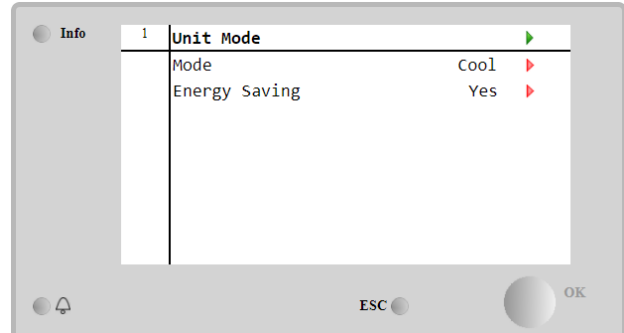 Info
1 Unit Mode
Mode Cool
Energy Saving Yes
ESC
OK